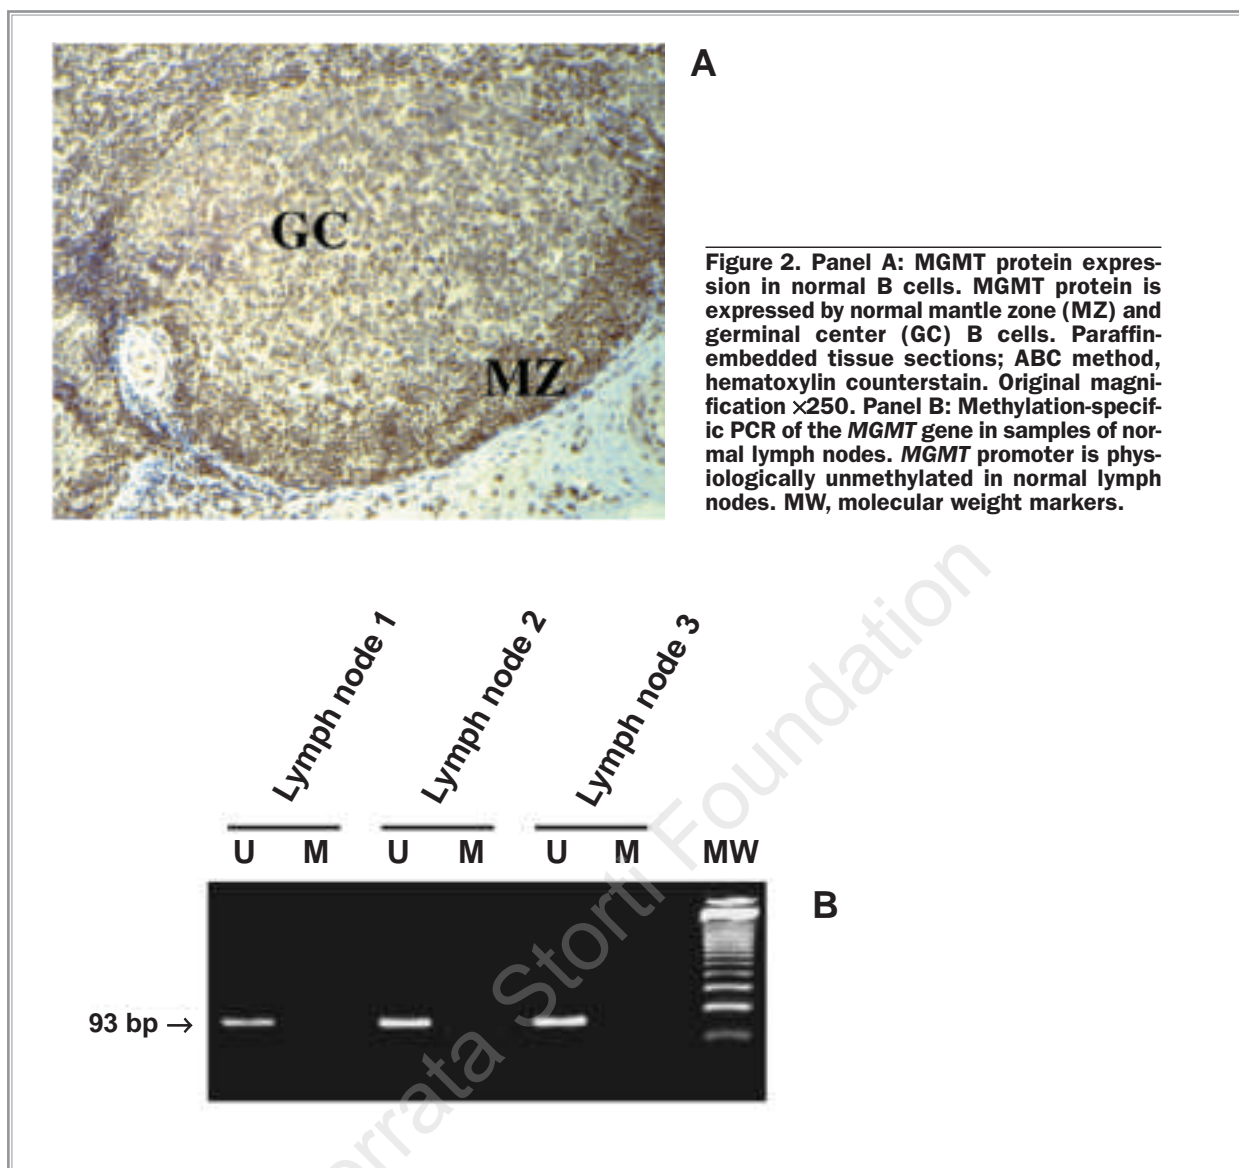 A
GC
MZ
Figure 2. Panel A: MGMT protein expres-
sion in normal B cells. MGMT protein is
expressed by normal mantle zone (MZ) and
germinal center (GC) B cells. Paraffin-
embedded tissue sections; ABC method,
hematoxylin counterstain. Original magni-
fication ×250. Panel B: Methylation-specif-
ic PCR of the MGMT gene in samples of nor-
mal lymph nodes. MGMT promoter is phys-
iologically unmethylated in normal lymph
nodes. MW, molecular weight markers.
Lymph node 1
Lymph node 2
Lymph node 3
U M U M U M MW
B
93 bp →
errata Storti Foundation